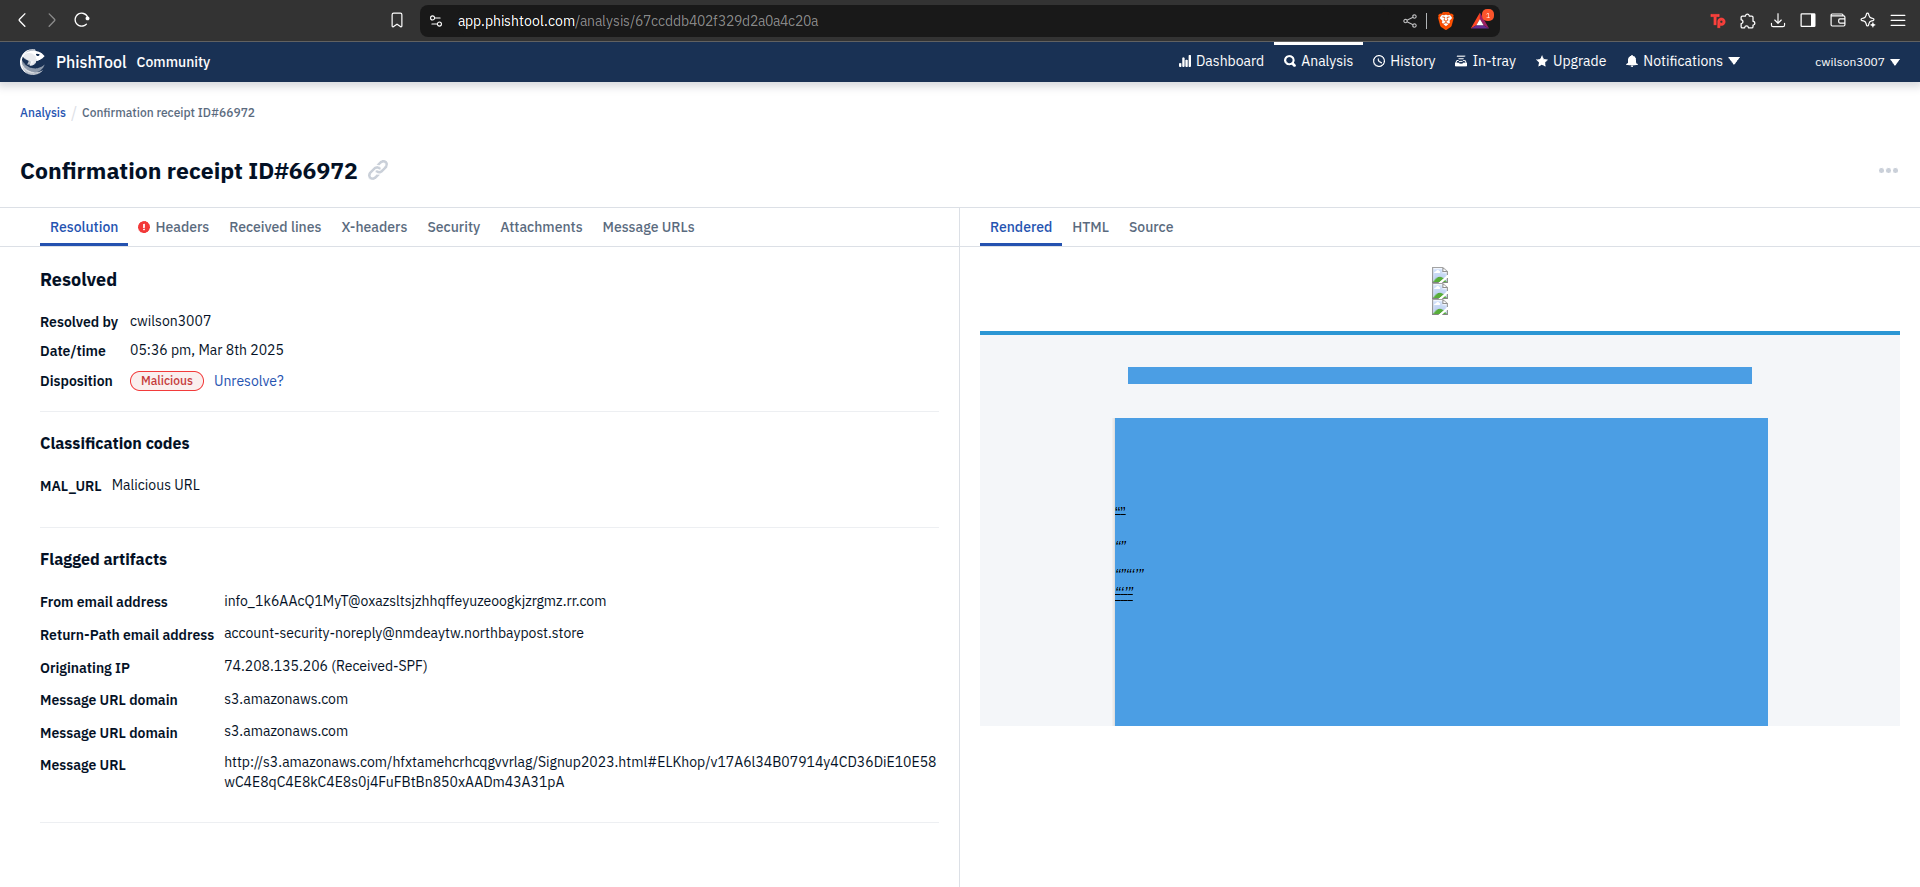 app.phishtool.com/analysis/67ccddb402f329d2a0a4c20a
1
PhishTool Community
Dashboard Analysis History In-tray Upgrade Notifications cwilson3007
Analysis / Confirmation receipt ID#66972
Confirmation receipt ID#66972
Resolution Headers Received lines X-headers Security Attachments Message URLs
Rendered HTML Source
Resolved
Resolved by cwilson3007
Date/time 05:36 pm, Mar 8th 2025
Disposition Malicious Unresolve?
Classification codes
MAL_URL Malicious URL
Flagged artifacts
From email address info_1k6AAcQ1MyT@oxazsltsjzhhqffeyuzeoogkjzrgmz.rr.com
Return-Path email address account-security-noreply@nmdeaytw.northbaypost.store
Originating IP 74.208.135.206 (Received-SPF)
Message URL domain s3.amazonaws.com
Message URL domain s3.amazonaws.com
Message URL http://s3.amazonaws.com/hfxtamehcrhcqgvvrlag/Signup2023.html#ELKhop/v17A6l34B07914y4CD36DiE10E58
wC4E8qC4E8kC4E8s0j4FuFBtBn850xAADm43A31pA
“”
“”
“”“‘’”
“‘’”